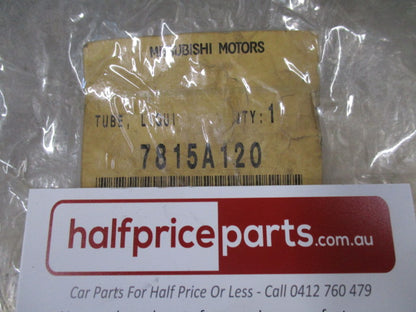 MITSUBISHI MOTORS
TUBE, QTY: 1
7815A120
halfpriceparts.com.au
Car Parts For Half Price Or Less - Call 0412 760 479